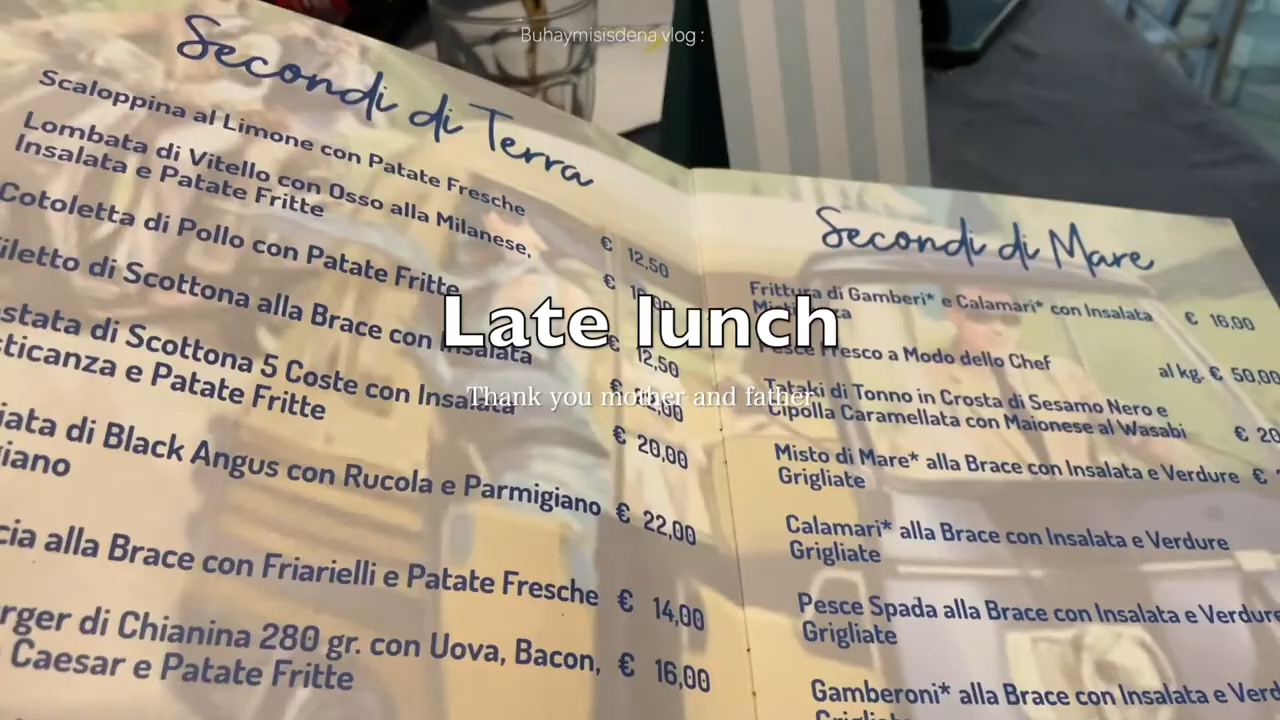 Buhaymisisdena vlog :
Secondi di Terra
Scaloppina al Limone con Patate Fresche
€ 12,50
Lombata di Vitello con Osso alla Milanese,
Insalata e Patate Fritte
€
Cotoletta di Pollo con Patate Fritte
€ 12,50
Filetto di Scottona alla Brace con Insalata
€
stata di Scottona 5 Coste con Insalata
sticanza e Patate Fritte
€ 20,00
iata di Black Angus con Rucola e Parmigiano
€ 22,00
giano
cia alla Brace con Friarielli e Patate Fresche € 14,00
rger di Chianina 280 gr. con Uova, Bacon, € 16,00
Caesar e Patate Fritte
Late lunch
Thank you mother and father
Secondi di Mare
Frittura di Gamberi* e Calamari* con Insalata € 16,00
Pesce Fresco a Modo dello Chef al kg. € 50,00
Tataki di Tonno in Crosta di Sesamo Nero e
Cipolla Caramellata con Maionese al Wasabi € 20
Misto di Mare* alla Brace con Insalata e Verdure €
Grigliate
Calamari* alla Brace con Insalata e Verdure
Grigliate
Pesce Spada alla Brace con Insalata e Verdure
Grigliate
Gamberoni* alla Brace con Insalata e Verd
Grigliate